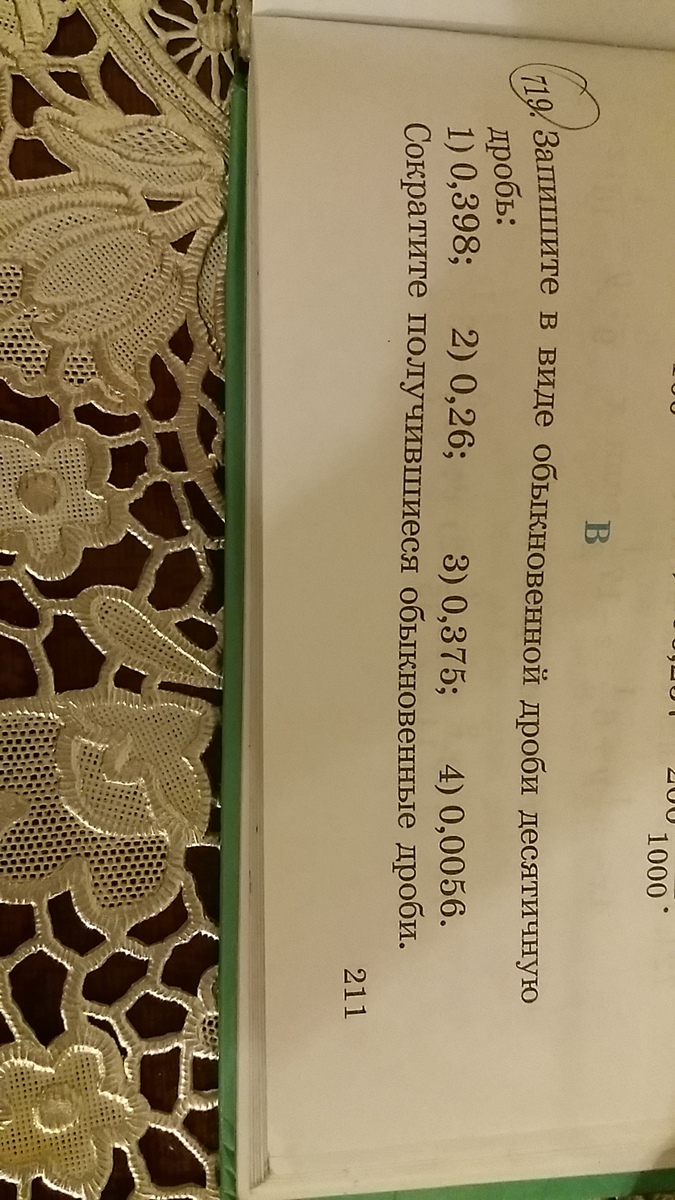 1000.
В
719. Запишите в виде обыкновенной дроби десятичную
дробь:
1) 0,398; 2) 0,26; 3) 0,375; 4) 0,0056.
Сократите получившиеся обыкновенные дроби.
211